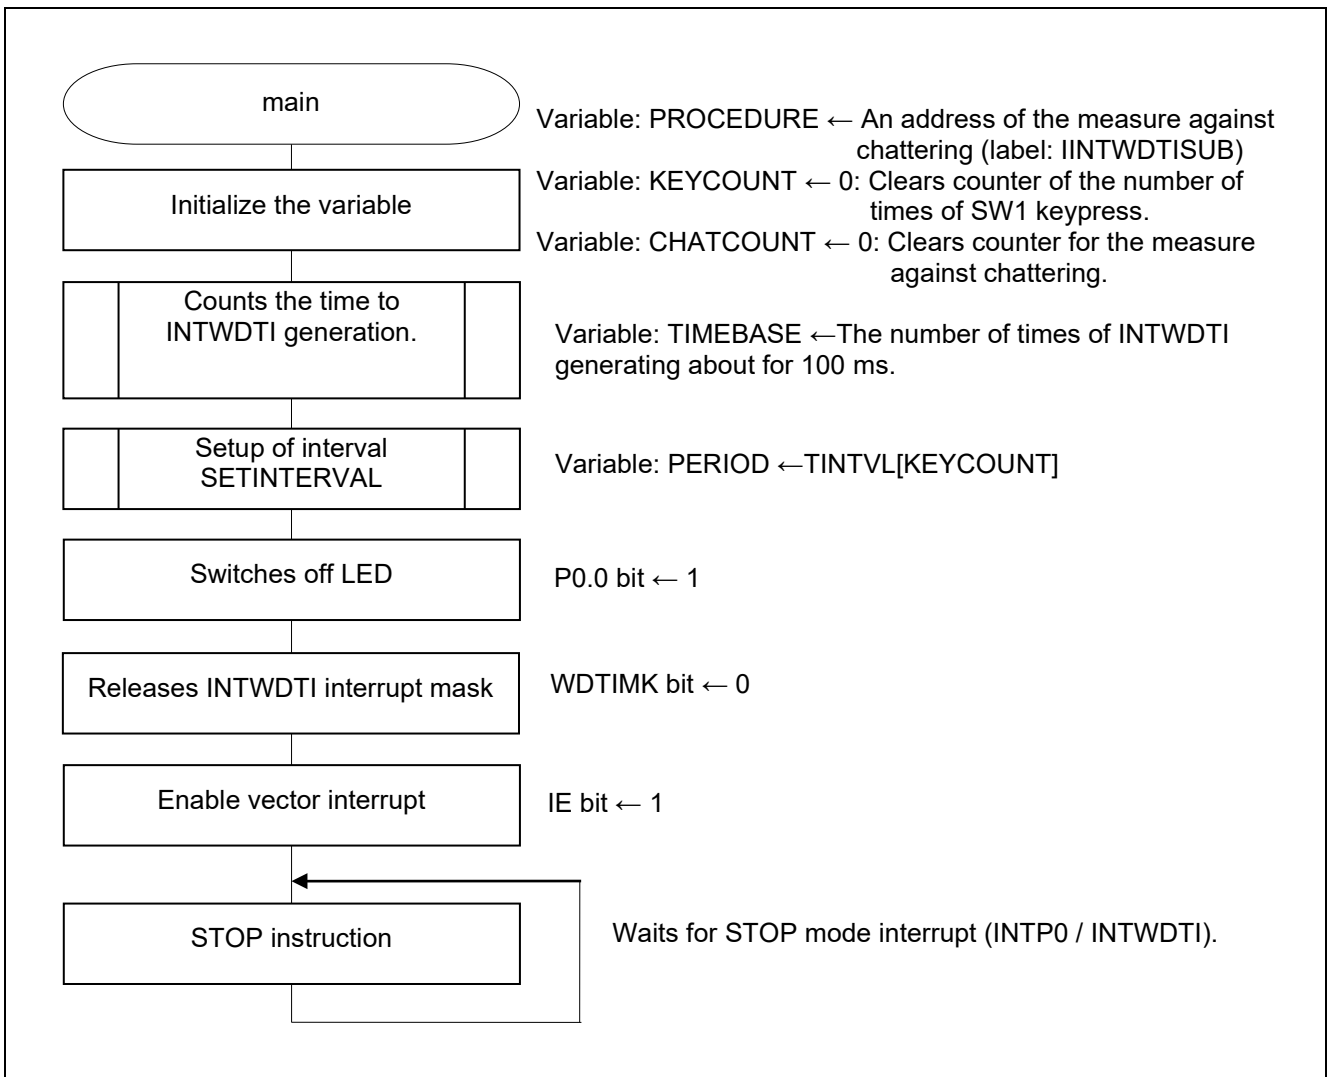 main
Variable: PROCEDURE ← An address of the measure against
chattering (label: IINTWDTISUB)
Initialize the variable
Variable: KEYCOUNT ← 0: Clears counter of the number of
times of SW1 keypress.
Variable: CHATCOUNT ← 0: Clears counter for the measure
against chattering.
Counts the time to
INTWDTI generation.
Variable: TIMEBASE ←The number of times of INTWDTI
generating about for 100 ms.
Setup of interval
SETINTERVAL
Variable: PERIOD ←TINTVL[KEYCOUNT]
Switches off LED
P0.0 bit ← 1
Releases INTWDTI interrupt mask
WDTIMK bit ← 0
Enable vector interrupt
IE bit ← 1
STOP instruction
Waits for STOP mode interrupt (INTP0 / INTWDTI).